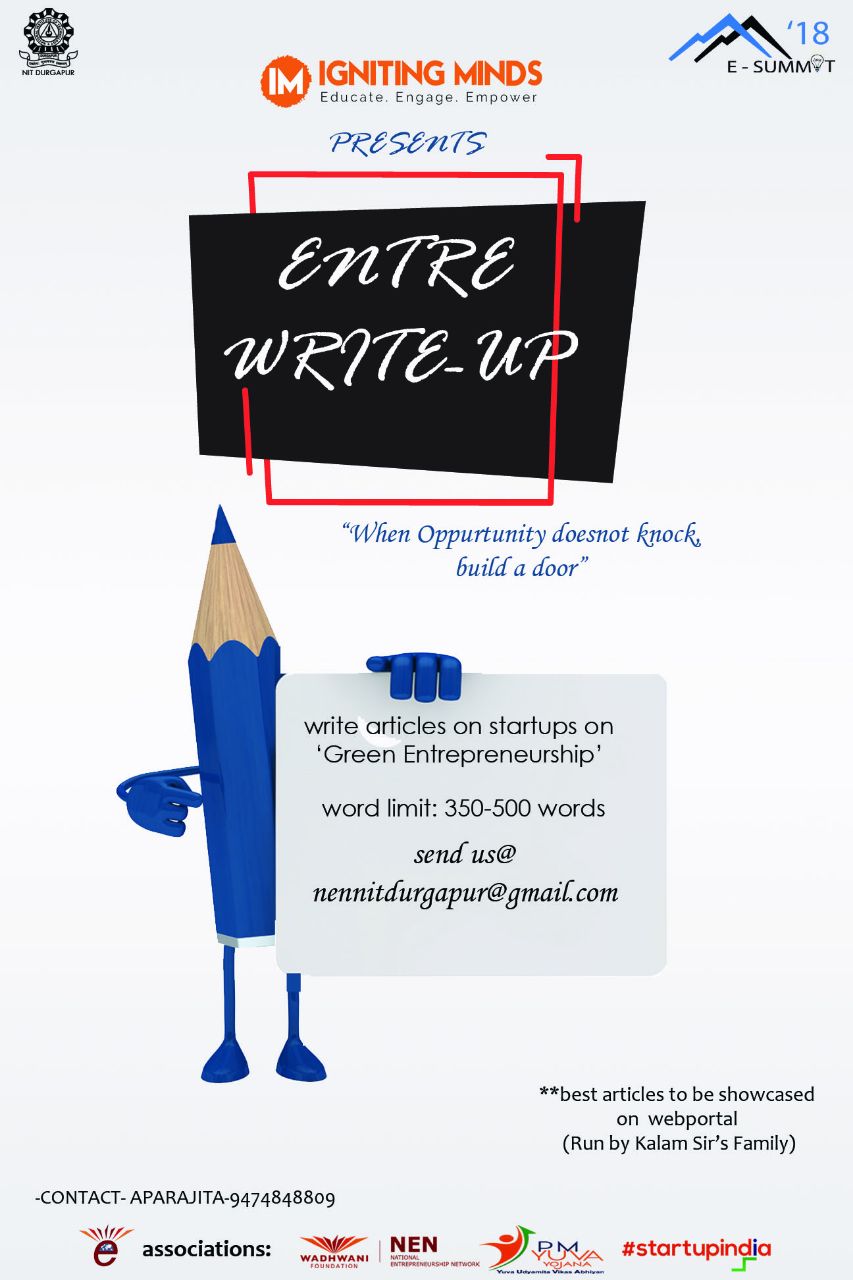 NIT DURGAPUR
'18
E - SUMMIT
IM IGNITING MINDS
Educate. Engage. Empower
PRESENTS
ENTRE
WRITE-UP
“When Oppurtunity doesnot knock,
build a door”
write articles on startups on
‘Green Entrepreneurship’
word limit: 350-500 words
send us@
nennitdurgapur@gmail.com
**best articles to be showcased
on webportal
(Run by Kalam Sir’s Family)
-CONTACT- APARAJITA-9474848809
e associations:
WADHWANI
FOUNDATION
NEN
NATIONAL
ENTREPRENEURSHIP NETWORK
PM
YUVA
YOJANA
Yuva Udyamita Vikas Abhiyan
#startupindia